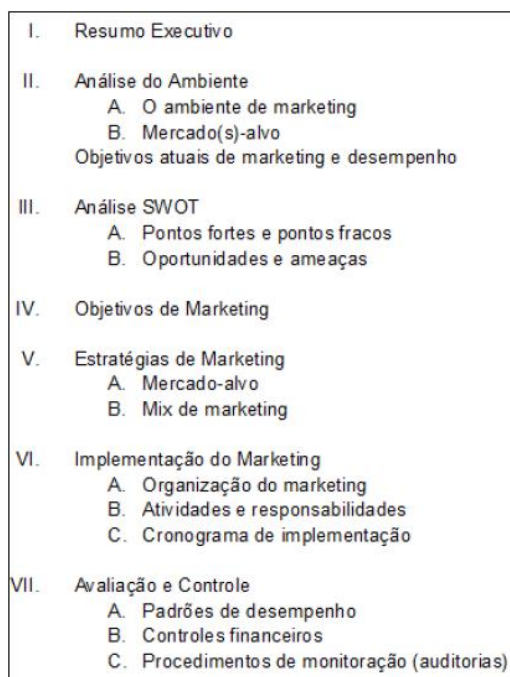 I. Resumo Executivo
II. Análise do Ambiente
A. O ambiente de marketing
B. Mercado(s)-alvo
Objetivos atuais de marketing e desempenho
III. Análise SWOT
A. Pontos fortes e pontos fracos
B. Oportunidades e ameaças
IV. Objetivos de Marketing
V. Estratégias de Marketing
A. Mercado-alvo
B. Mix de marketing
VI. Implementação do Marketing
A. Organização do marketing
B. Atividades e responsabilidades
C. Cronograma de implementação
VII. Avaliação e Controle
A. Padrões de desempenho
B. Controles financeiros
C. Procedimentos de monitoração (auditorias)